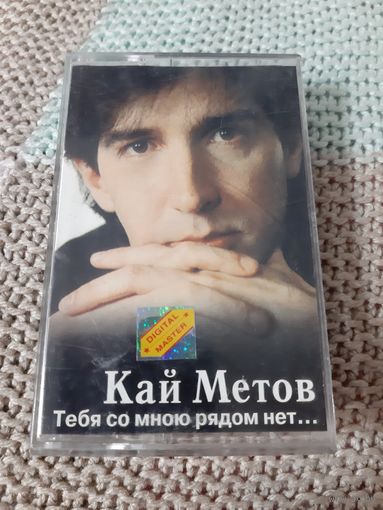 DIGITAL
MASTER
Кай Метов
Тебя со мною рядом нет...